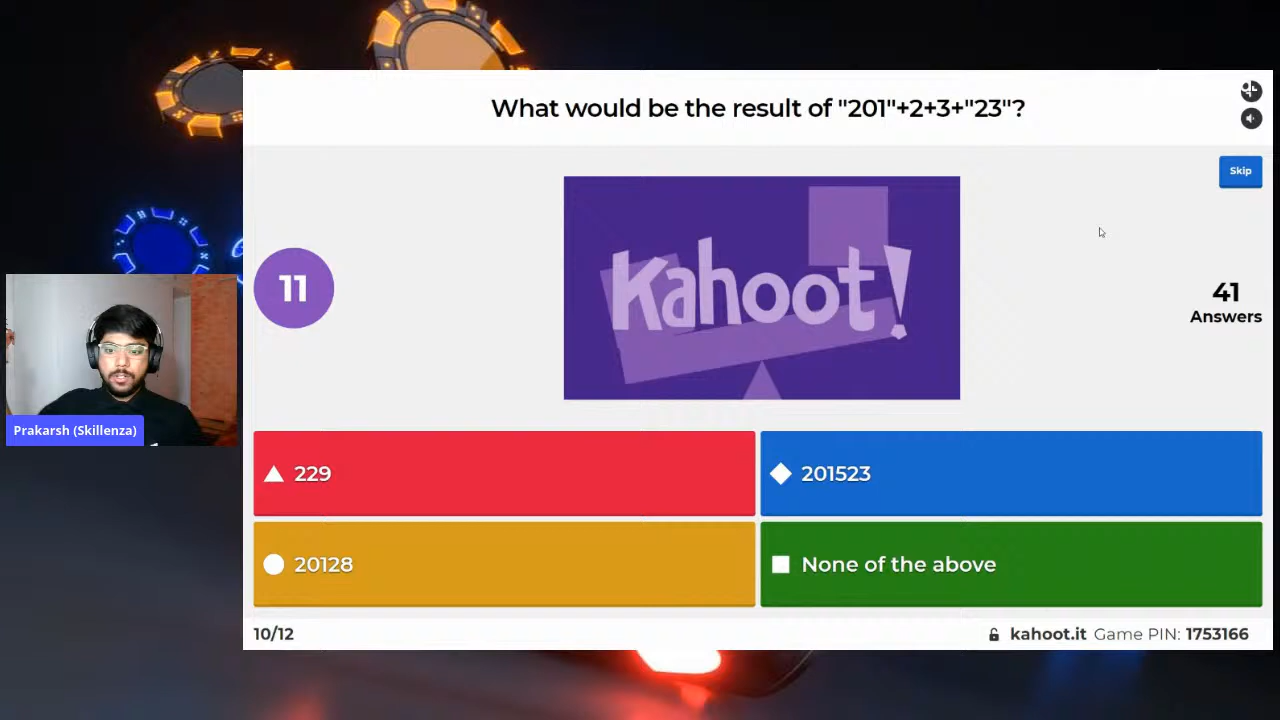 What would be the result of "201"+2+3+"23"?
Skip
Kahoot!
11
41
Answers
Prakarsh (Skillenza)
229
201523
20128
None of the above
10/12
kahoot.it Game PIN: 1753166